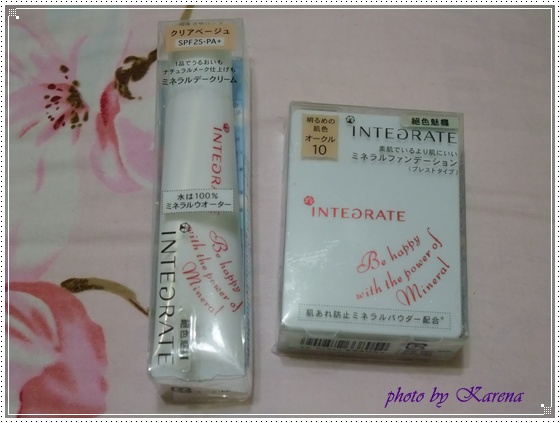 クリアベージュ
SPF25・PA+
1品でうるおいも
ナチュラルメーク仕上げも
ミネラルデークリーム
INTEGRATE
水は100%
ミネラルウオーター
INTEGRATE
Be happy
with the power of
Mineral
絕色魅癮
明るめの
肌色
オークル
10
絕色魅癮
INTEGRATE
素肌でいるより肌にいい
ミネラルファンデーション
(プレストタイプ)
INTEGRATE
Be happy
with the power of
Mineral
肌あれ防止ミネラルパウダー配合*
photo by Karena